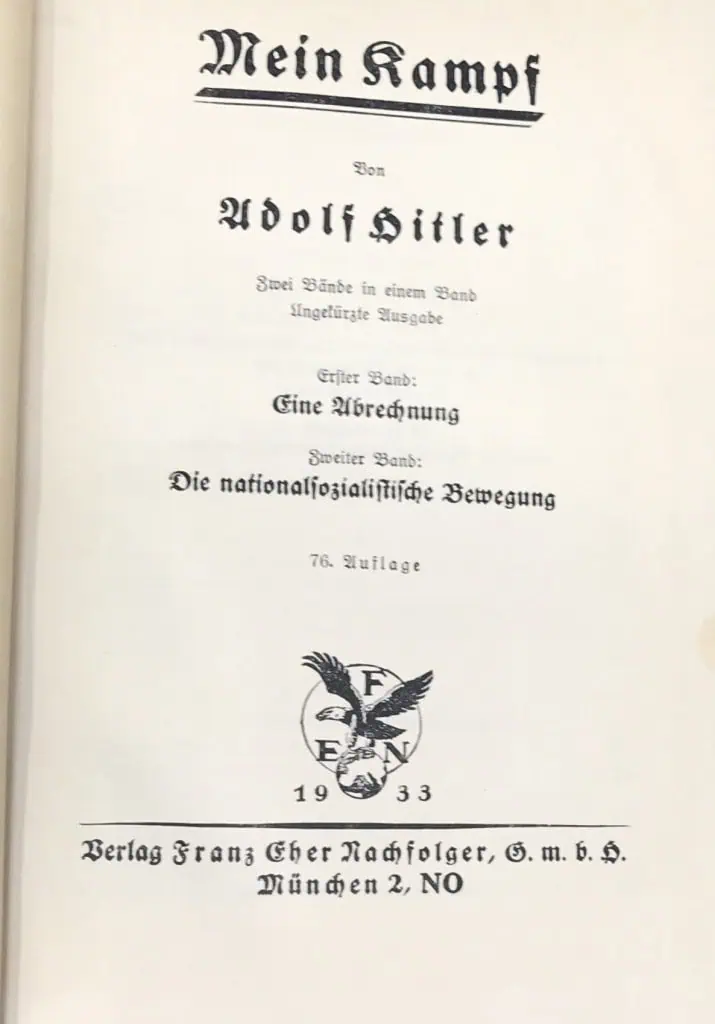 Mein Kampf
Von
Adolf Hitler
Zwei Bände in einem Band
Ungekürzte Ausgabe
Erster Band:
Eine Abrechnung
Zweiter Band:
Die nationalsozialistische Bewegung
76. Auflage
F
E N
19 33
Verlag Franz Eher Nachfolger, G. m. b. H.
München 2, NO